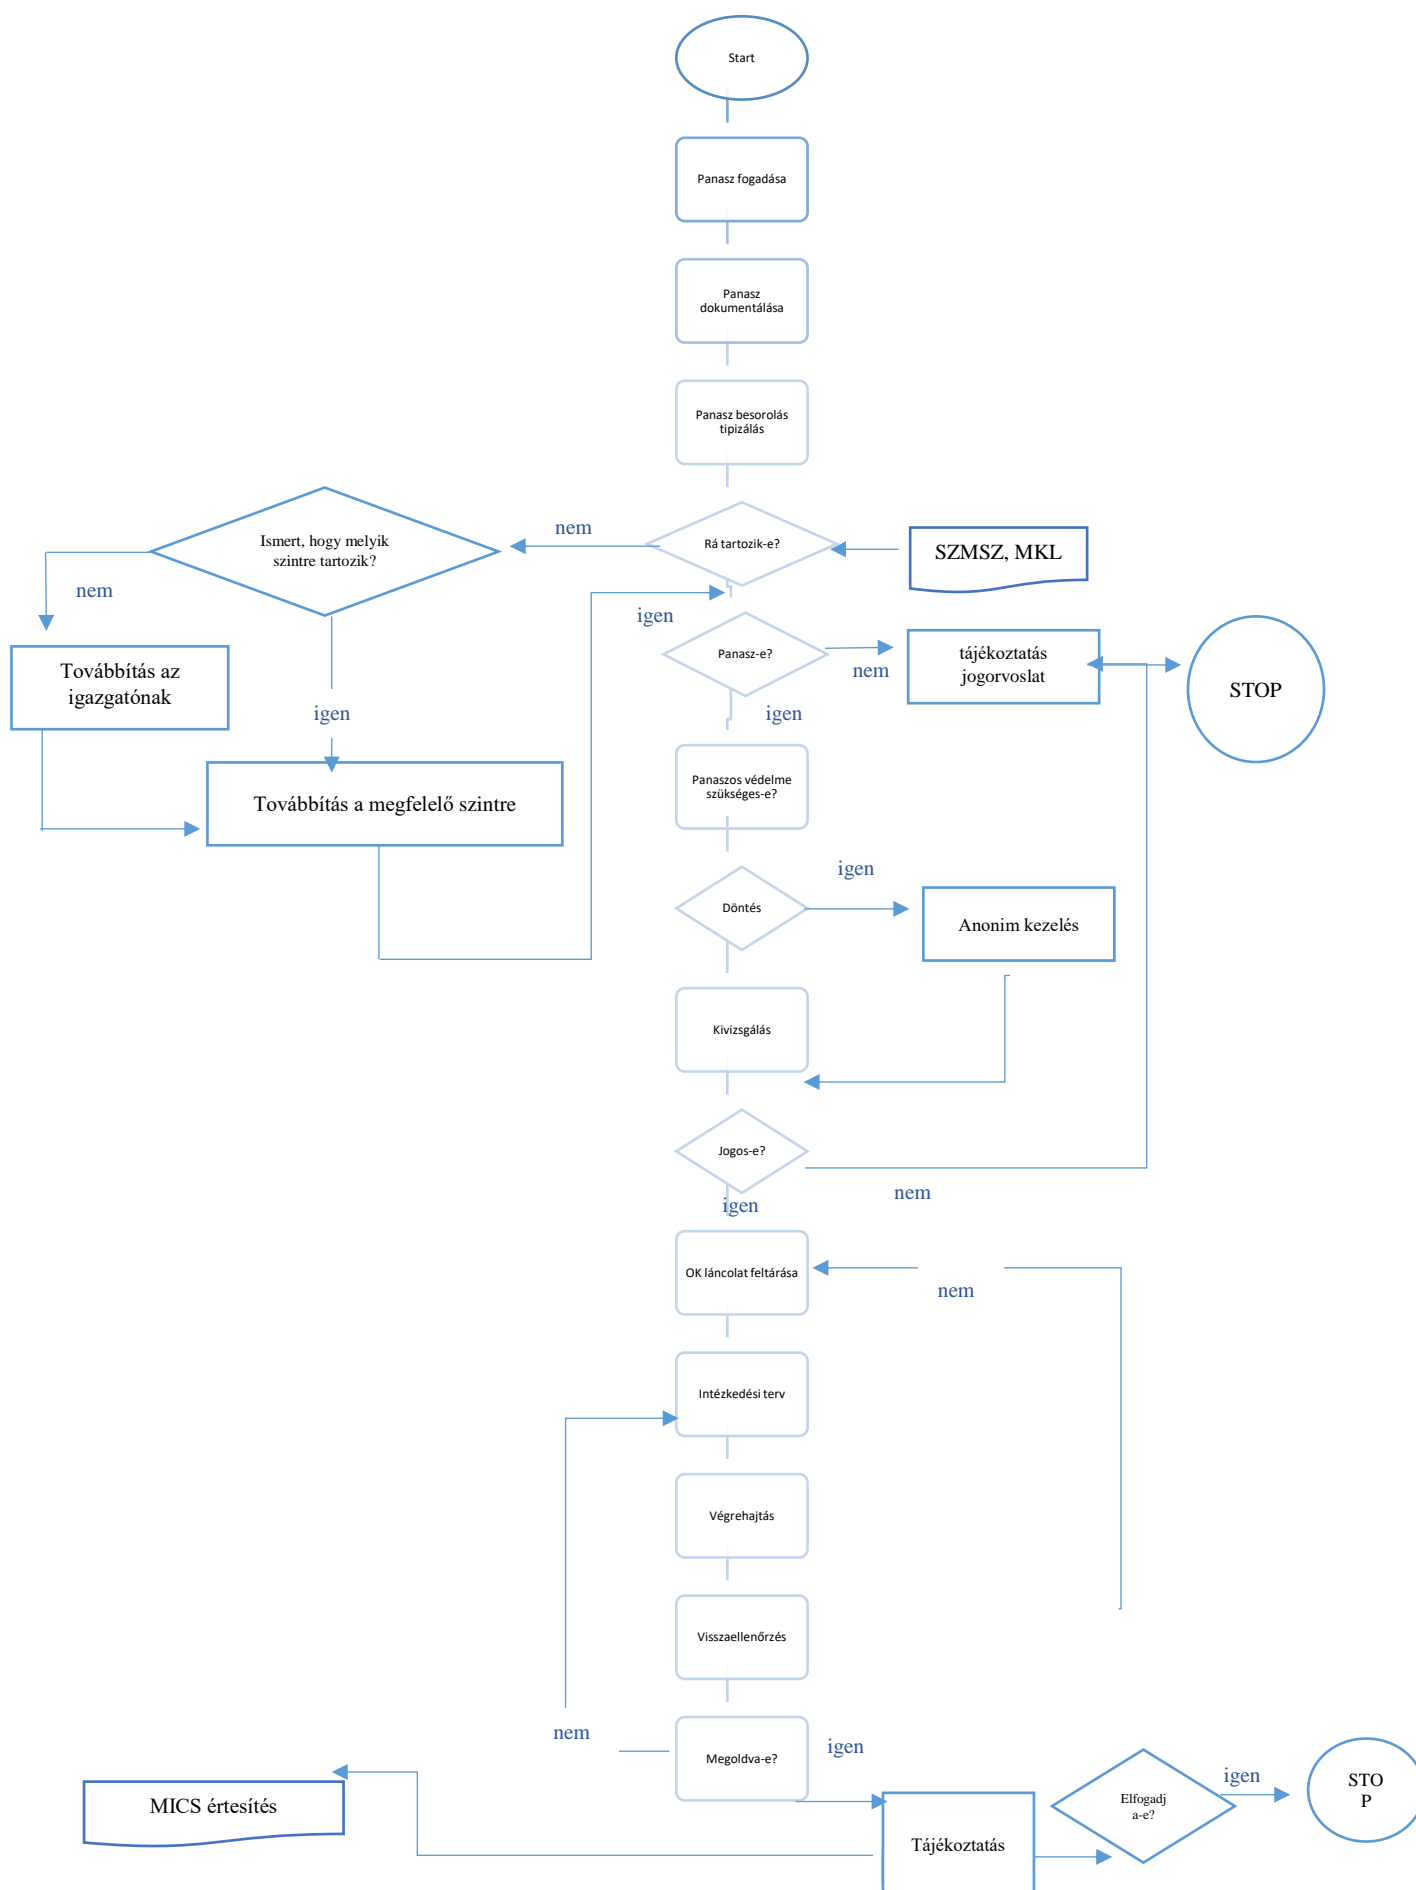 Start
Panasz fogadása
Panasz
dokumentálása
Panasz besorolás
tipizálás
Ismert, hogy melyik
szintre tartozik?
nem
Rá tartozik-e?
SZMSZ, MKL
nem
igen
Továbbítás az
igazgatónak
igen
Panasz-e?
nem
tájékoztatás
jogorvoslat
STOP
igen
Továbbítás a megfelelő szintre
Panaszos védelme
szükséges-e?
igen
Döntés
Anonim kezelés
Kivizsgálás
Jogos-e?
nem
igen
OK láncolat feltárása
nem
Intézkedési terv
Végrehajtás
Visszaellenőrzés
nem
Megoldva-e?
igen
MICS értesítés
Tájékoztatás
Elfogadj
a-e?
igen
STO
P